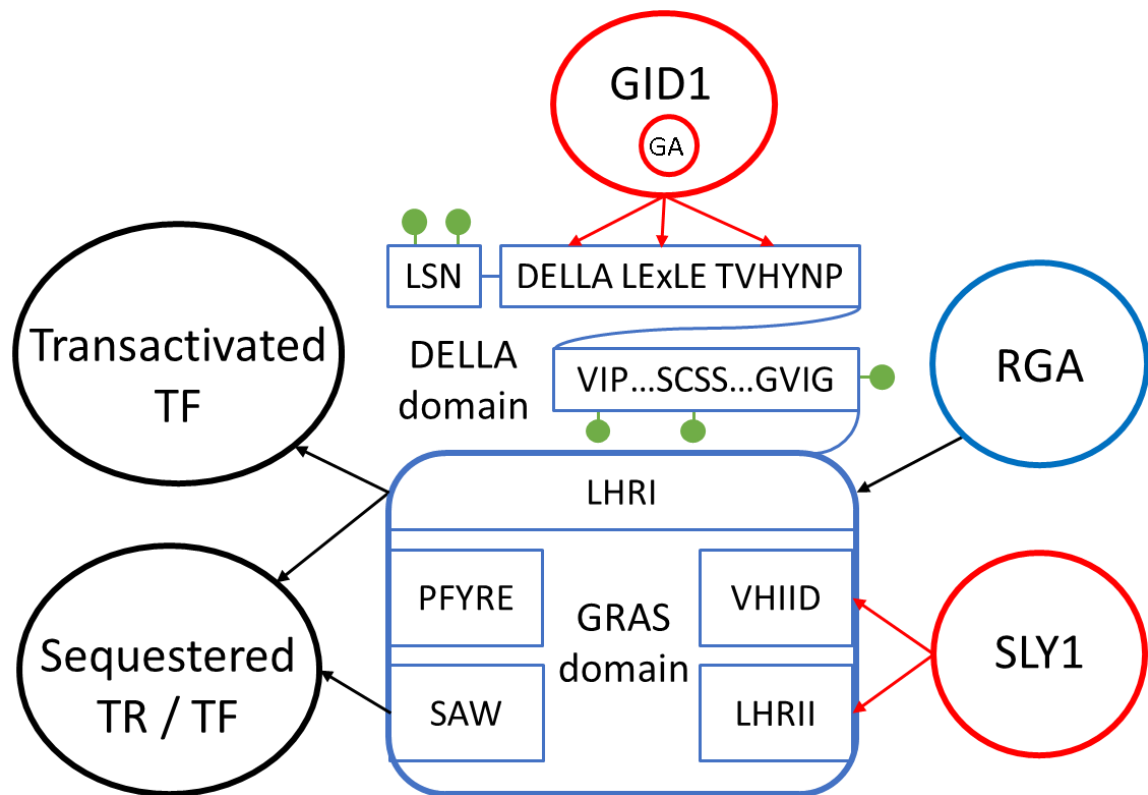 GID1
GA
LSN
DELLA LExLE TVHYNP
Transactivated
TF
DELLA
domain
VIP...SCSS...GVIG
RGA
LHRI
PFYRE
VHIID
GRAS
domain
Sequestered
TR / TF
SAW
LHRII
SLY1